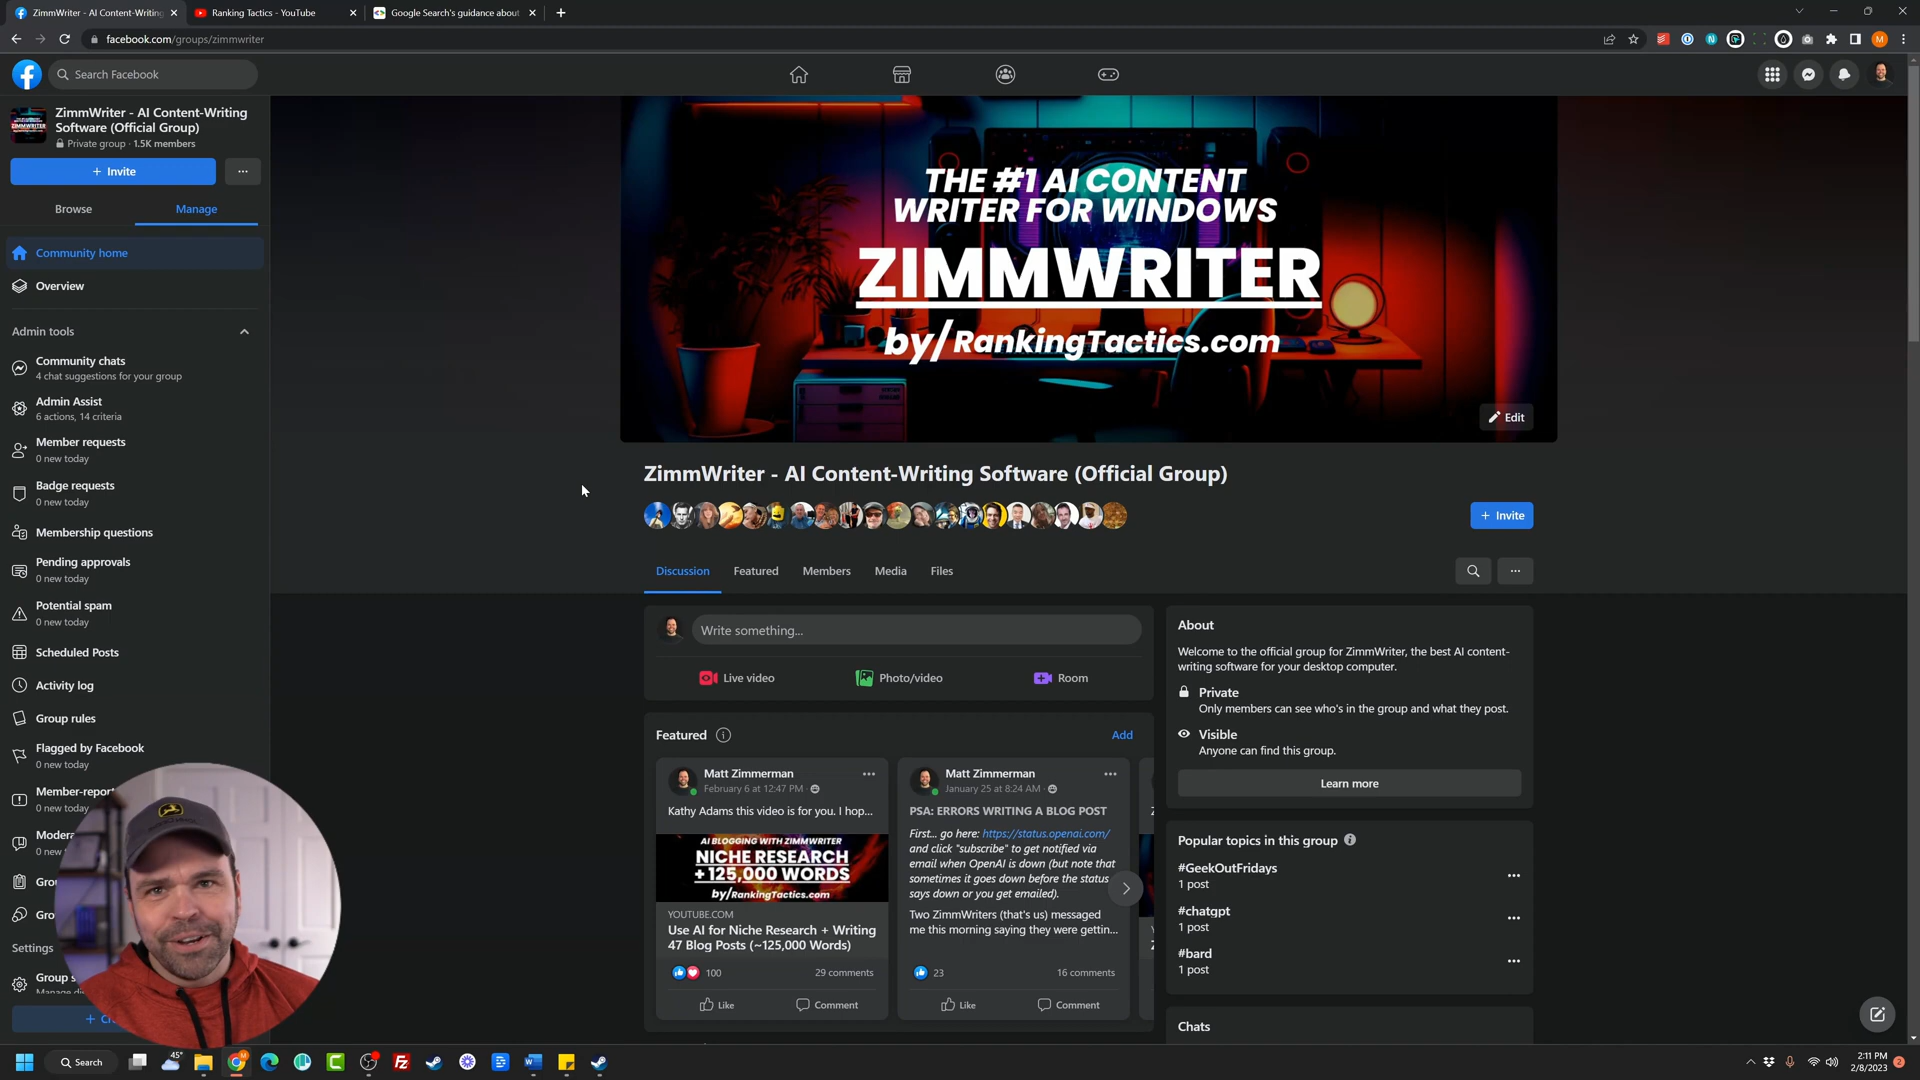 ZimmWriter - AI Content-Writing
Ranking Tactics - YouTube
Google Search's guidance about
facebook.com/groups/zimmwriter
Search Facebook
ZimmWriter - AI Content-Writing
Software (Official Group)
Private group · 1.5K members
+ Invite
Browse
Manage
Community home
Overview
Admin tools
Community chats
4 chat suggestions for your group
Admin Assist
6 actions, 14 criteria
Member requests
0 new today
Badge requests
0 new today
Membership questions
Pending approvals
0 new today
Potential spam
0 new today
Scheduled Posts
Activity log
Group rules
Flagged by Facebook
0 new today
Member-report
0 new today
Modera
0 new
Grou
Gro
Settings
Group s
THE #1 AI CONTENT
WRITER FOR WINDOWS
ZIMMWRITER
by/RankingTactics.com
Edit
ZimmWriter - AI Content-Writing Software (Official Group)
+ Invite
Discussion
Featured
Members
Media
Files
Write something...
Live video
Photo/video
Room
Featured
Add
Matt Zimmerman
February 6 at 12:47 PM ·
Kathy Adams this video is for you. I hop...
AI BLOGGING WITH ZIMMWRITER
NICHE RESEARCH
+ 125,000 WORDS
by/RankingTactics.com
YOUTUBE.COM
Use AI for Niche Research + Writing
47 Blog Posts (~125,000 Words)
100
29 comments
Like
Comment
Matt Zimmerman
January 25 at 8:24 AM ·
PSA: ERRORS WRITING A BLOG POST
First... go here: https://status.openai.com/
and click "subscribe" to get notified via
email when OpenAI is down (but note that
sometimes it goes down before the status
says down or you get emailed).
Two ZimmWriters (that's us) messaged
me this morning saying they were gettin...
23
16 comments
Like
Comment
About
Welcome to the official group for ZimmWriter, the best AI content-
writing software for your desktop computer.
Private
Only members can see who's in the group and what they post.
Visible
Anyone can find this group.
Learn more
Popular topics in this group
#GeekOutFridays
1 post
#chatgpt
1 post
#bard
1 post
Chats
Search
45°
2:11 PM
2/8/2023
2